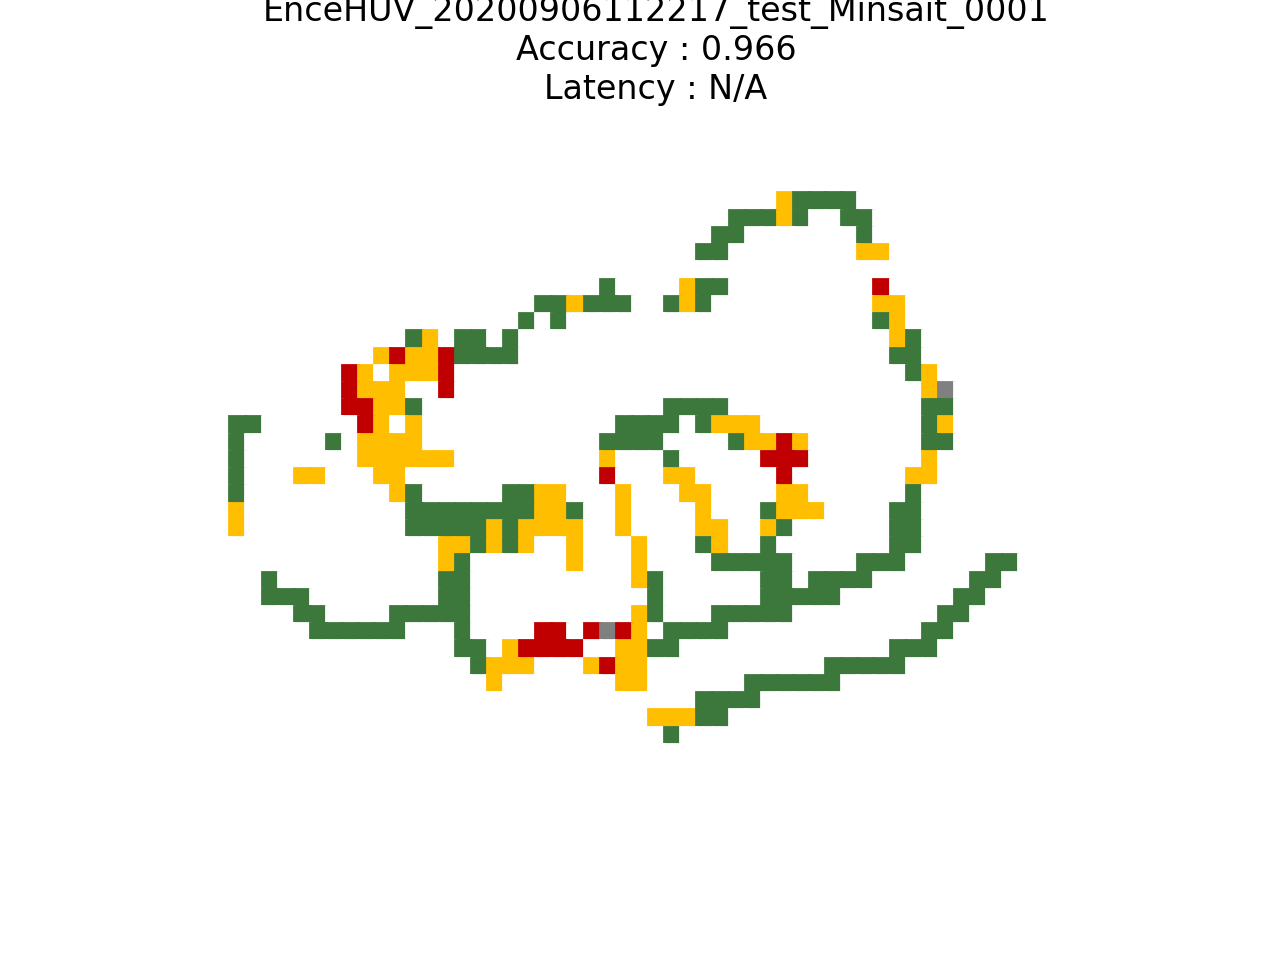 EnceHUV_20200906112217_test_Minsait_0001
Accuracy : 0.966
Latency : N/A